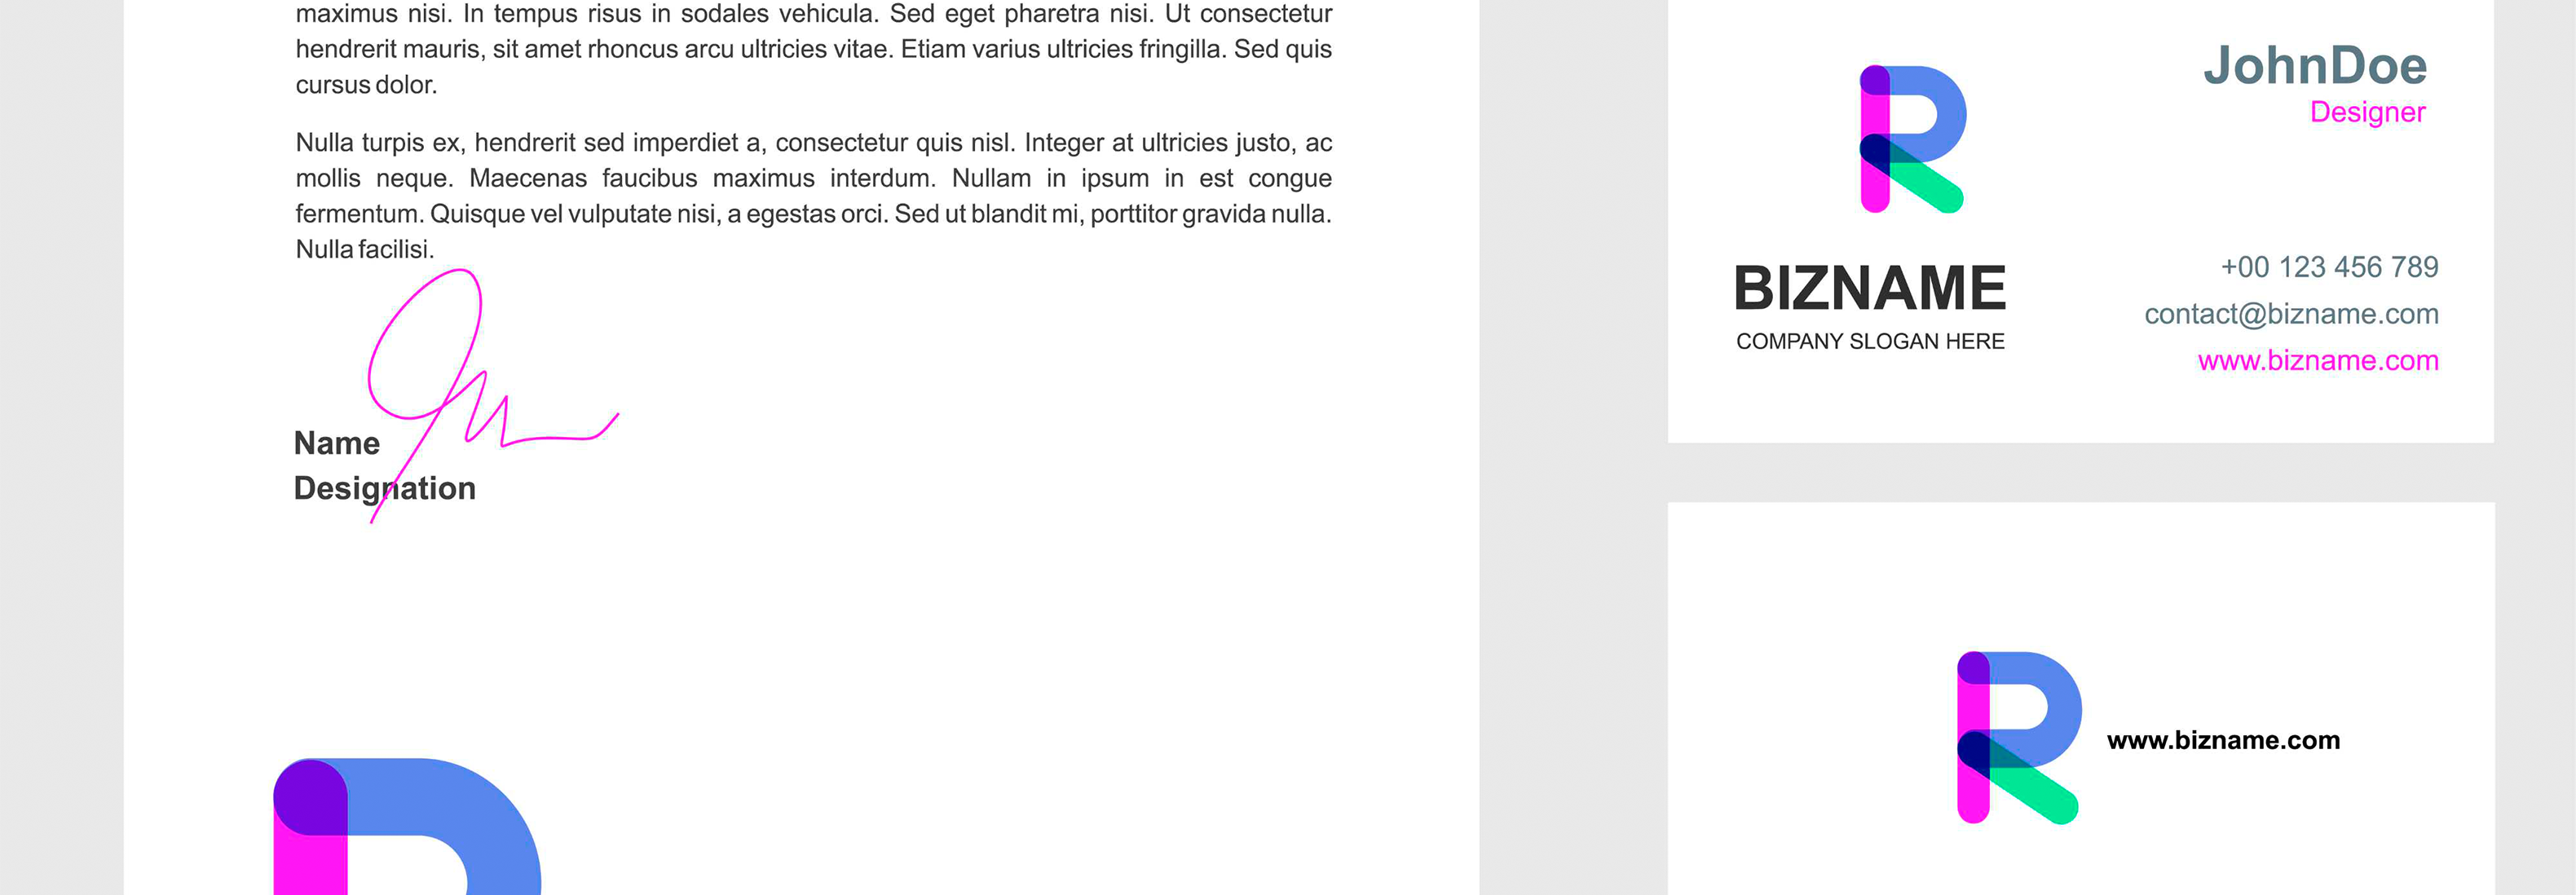 maximus nisi. In tempus risus in sodales vehicula. Sed eget pharetra nisi. Ut consectetur
hendrerit mauris, sit amet rhoncus arcu ultricies vitae. Etiam varius ultricies fringilla. Sed quis
cursus dolor.
Nulla turpis ex, hendrerit sed imperdiet a, consectetur quis nisl. Integer at ultricies justo, ac
mollis neque. Maecenas faucibus maximus interdum. Nullam in ipsum in est congue
fermentum. Quisque vel vulputate nisi, a egestas orci. Sed ut blandit mi, porttitor gravida nulla.
Nulla facilisi.
Name
Designation
R
BIZNAME
COMPANY SLOGAN HERE
JohnDoe
Designer
+00 123 456 789
contact@bizname.com
www.bizname.com
R
www.bizname.com